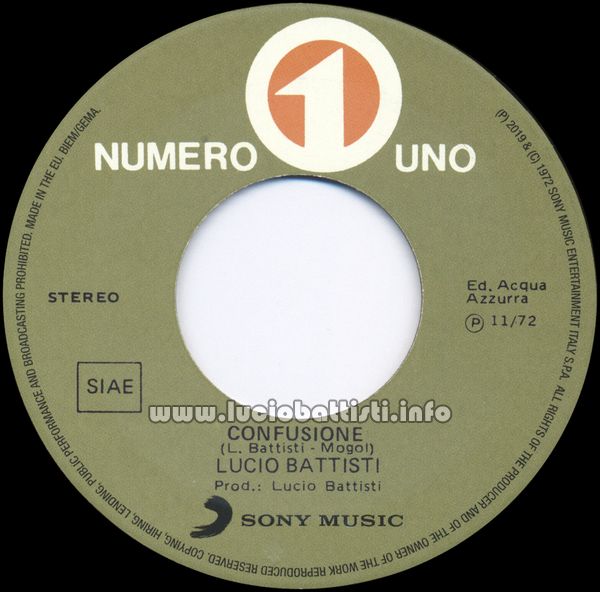 1
NUMERO UNO
STEREO
Ed. Acqua
Azzurra
Ⓟ 11/72
SIAE
www.luciobattisti.info
CONFUSIONE
(L. Battisti - Mogol)
LUCIO BATTISTI
Prod.: Lucio Battisti
SONY MUSIC
(P) 2019 & (C) 1972 SONY MUSIC ENTERTAINMENT ITALY S.P.A. ALL RIGHTS OF THE PRODUCER AND OF THE OWNER OF THE WORK REPRODUCED RESERVED. COPYING, HIRING, LENDING, PUBLIC PERFORMANCE AND BROADCASTING PROHIBITED. MADE IN THE EU. BIEM/GEMA.